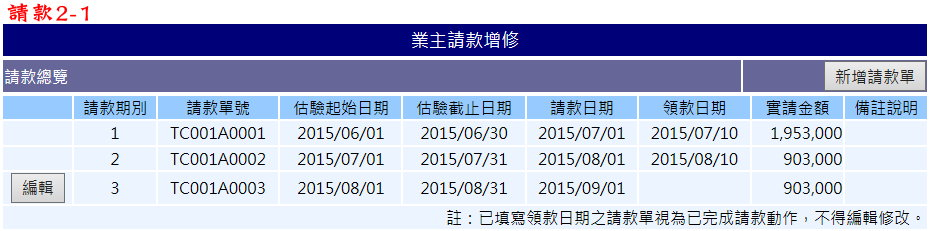 請款2-1
業主請款增修
請款總覽 新增請款單
請款期別 請款單號 估驗起始日期 估驗截止日期 請款日期 領款日期 實請金額 備註說明
1 TC001A0001 2015/06/01 2015/06/30 2015/07/01 2015/07/10 1,953,000
2 TC001A0002 2015/07/01 2015/07/31 2015/08/01 2015/08/10 903,000
編輯 3 TC001A0003 2015/08/01 2015/08/31 2015/09/01 903,000
註：已填寫領款日期之請款單視為已完成請款動作，不得編輯修改。